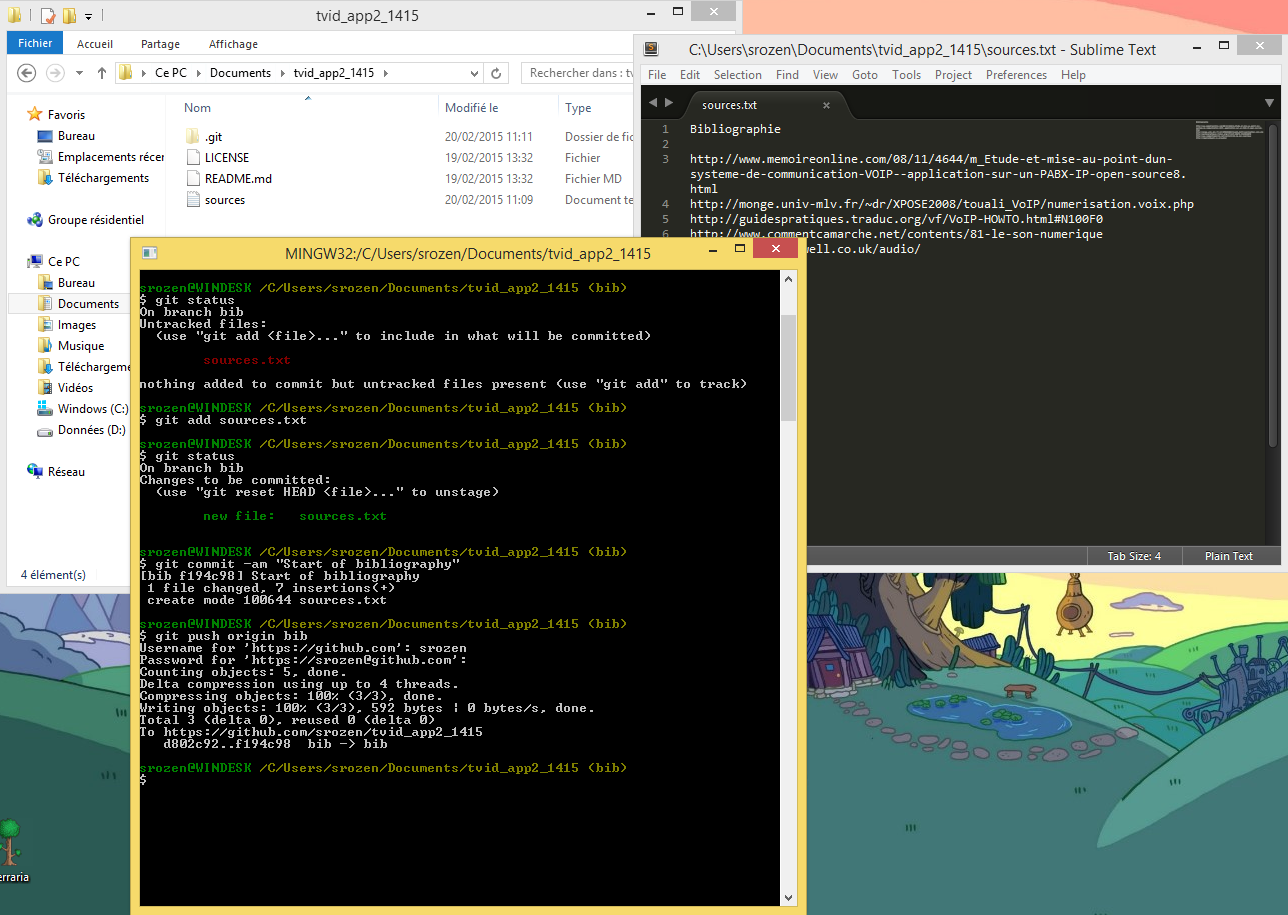 tvid_app2_1415
Fichier Accueil Partage Affichage
Ce PC Documents tvid_app2_1415
Rechercher dans :
Favoris
Bureau
Emplacements récer
Téléchargements
Groupe résidentiel
Ce PC
Bureau
Documents
Images
Musique
Téléchargeme
Vidéos
Windows (C:)
Données (D:)
Réseau
4 élément(s)
Nom Modifié le Type
.git 20/02/2015 11:11 Dossier de fic
LICENSE 19/02/2015 13:32 Fichier
README.md 19/02/2015 13:32 Fichier MD
sources 20/02/2015 11:09 Document te
C:\Users\srozen\Documents\tvid_app2_1415\sources.txt - Sublime Text
File Edit Selection Find View Goto Tools Project Preferences Help
sources.txt
1 Bibliographie
2
3 http://www.memoireonline.com/08/11/4644/m_Etude-et-mise-au-point-dun-
systeme-de-communication-VOIP--application-sur-un-PABX-IP-open-source8.
html
4 http://monge.univ-mlv.fr/~dr/XPOSE2008/touali_VoIP/numerisation.voix.php
5 http://guidespratiques.traduc.org/vf/VoIP-HOWTO.html#N100F0
6 http://www.commentcamarche.net/contents/81-le-son-numerique
well.co.uk/audio/
Tab Size: 4 Plain Text
MINGW32:/C/Users/srozen/Documents/tvid_app2_1415
srozen@WINDESK /C/Users/srozen/Documents/tvid_app2_1415 (bib)
$ git status
On branch bib
Untracked files:
(use "git add <file>..." to include in what will be committed)
sources.txt
nothing added to commit but untracked files present (use "git add" to track)
srozen@WINDESK /C/Users/srozen/Documents/tvid_app2_1415 (bib)
$ git add sources.txt
srozen@WINDESK /C/Users/srozen/Documents/tvid_app2_1415 (bib)
$ git status
On branch bib
Changes to be committed:
(use "git reset HEAD <file>..." to unstage)
new file: sources.txt
srozen@WINDESK /C/Users/srozen/Documents/tvid_app2_1415 (bib)
$ git commit -am "Start of bibliography"
[bib f194c98] Start of bibliography
1 file changed, 7 insertions(+)
create mode 100644 sources.txt
srozen@WINDESK /C/Users/srozen/Documents/tvid_app2_1415 (bib)
$ git push origin bib
Username for 'https://github.com': srozen
Password for 'https://srozen@github.com':
Counting objects: 5, done.
Delta compression using up to 4 threads.
Compressing objects: 100% (3/3), done.
Writing objects: 100% (3/3), 592 bytes | 0 bytes/s, done.
Total 3 (delta 0), reused 0 (delta 0)
To https://github.com/srozen/tvid_app2_1415
d802c92..f194c98 bib -> bib
srozen@WINDESK /C/Users/srozen/Documents/tvid_app2_1415 (bib)
$
erraria